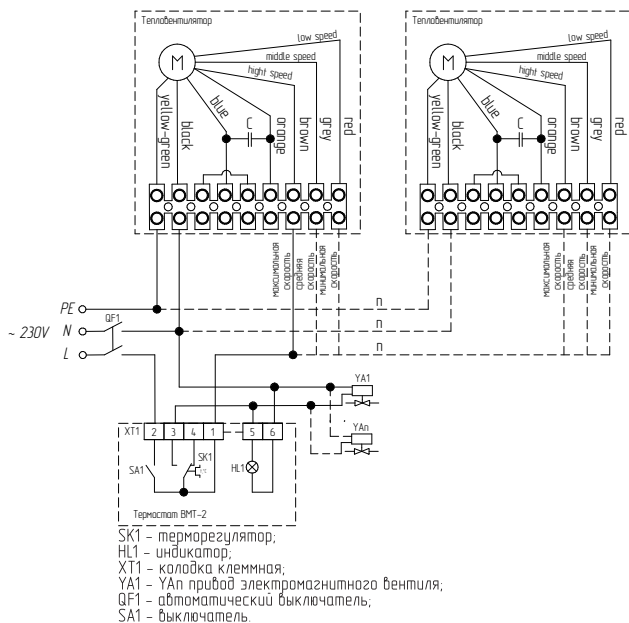 Тепловентилятор
M
low speed
middle speed
hight speed
yellow-green
black
blue
C
orange
brown
grey
red
максимальная
скорость
средняя
скорость
минимальная
скорость
Тепловентилятор
M
low speed
middle speed
hight speed
yellow-green
black
blue
C
orange
brown
grey
red
максимальная
скорость
средняя
скорость
минимальная
скорость
PE
n
~ 230V
N
QF1
n
L
n
YA1
YAn
XT1
2
3
4
1
5
6
SA1
SK1
t°C
HL1
Термостат ВМТ-2
SK1 – терморегулятор;
HL1 – индикатор;
XT1 – колодка клеммная;
YA1 – YAn привод электромагнитного вентиля;
QF1 – автоматический выключатель;
SA1 – выключатель.